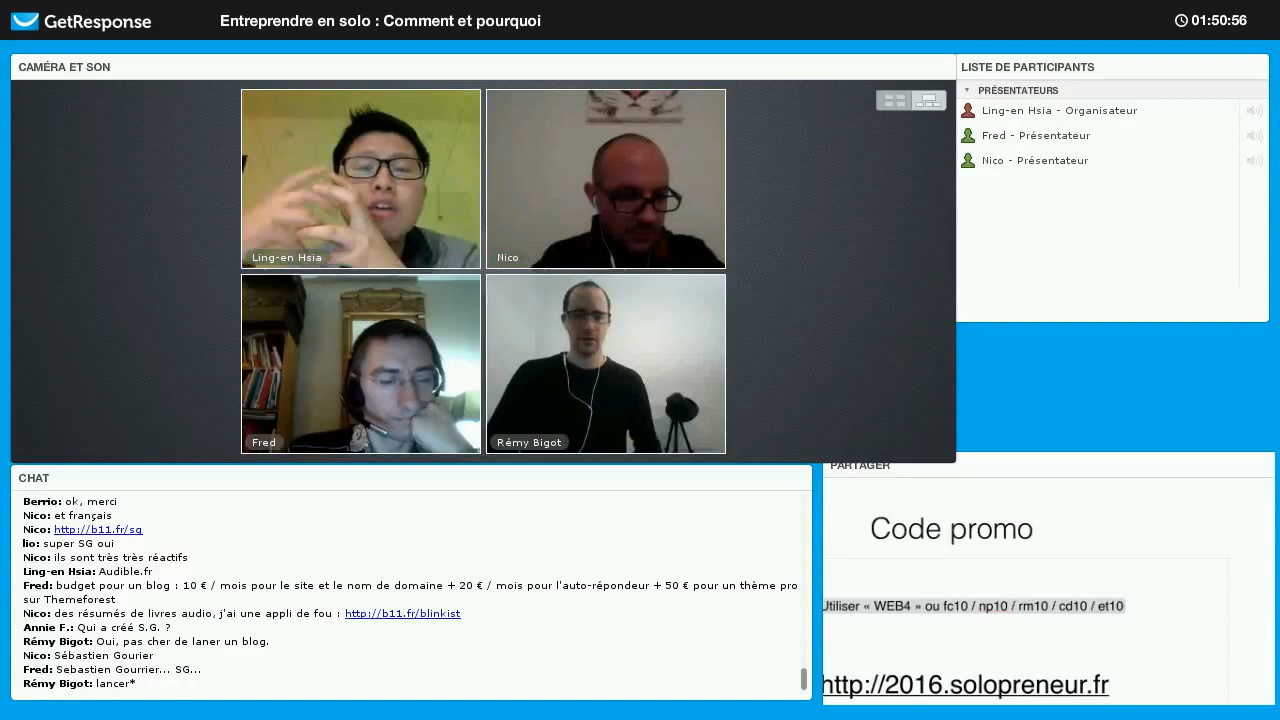 GetResponse
Entreprendre en solo : Comment et pourquoi
01:50:56
CAMÉRA ET SON
LISTE DE PARTICIPANTS
PRÉSENTATEURS
Ling-en Hsia - Organisateur
Fred - Présentateur
Nico - Présentateur
Ling-en Hsia
Nico
Fred
Rémy Bigot
CHAT
Berrio: ok, merci
Nico: et français
Nico: http://b11.fr/sg
lio: super SG oui
Nico: ils sont très très réactifs
Ling-en Hsia: Audible.fr
Fred: budget pour un blog : 10 € / mois pour le site et le nom de domaine + 20 € / mois pour l'auto-répondeur + 50 € pour un thème pro
sur Themeforest
Nico: des résumés de livres audio, j'ai une appli de fou : http://b11.fr/blinkist
Annie F.: Qui a créé S.G. ?
Rémy Bigot: Oui, pas cher de laner un blog.
Nico: Sébastien Gourier
Fred: Sebastien Gourrier... SG...
Rémy Bigot: lancer*
PARTAGER
Code promo
Utiliser « WEB4 » ou fc10 / np10 / rm10 / cd10 / et10
http://2016.solopreneur.fr